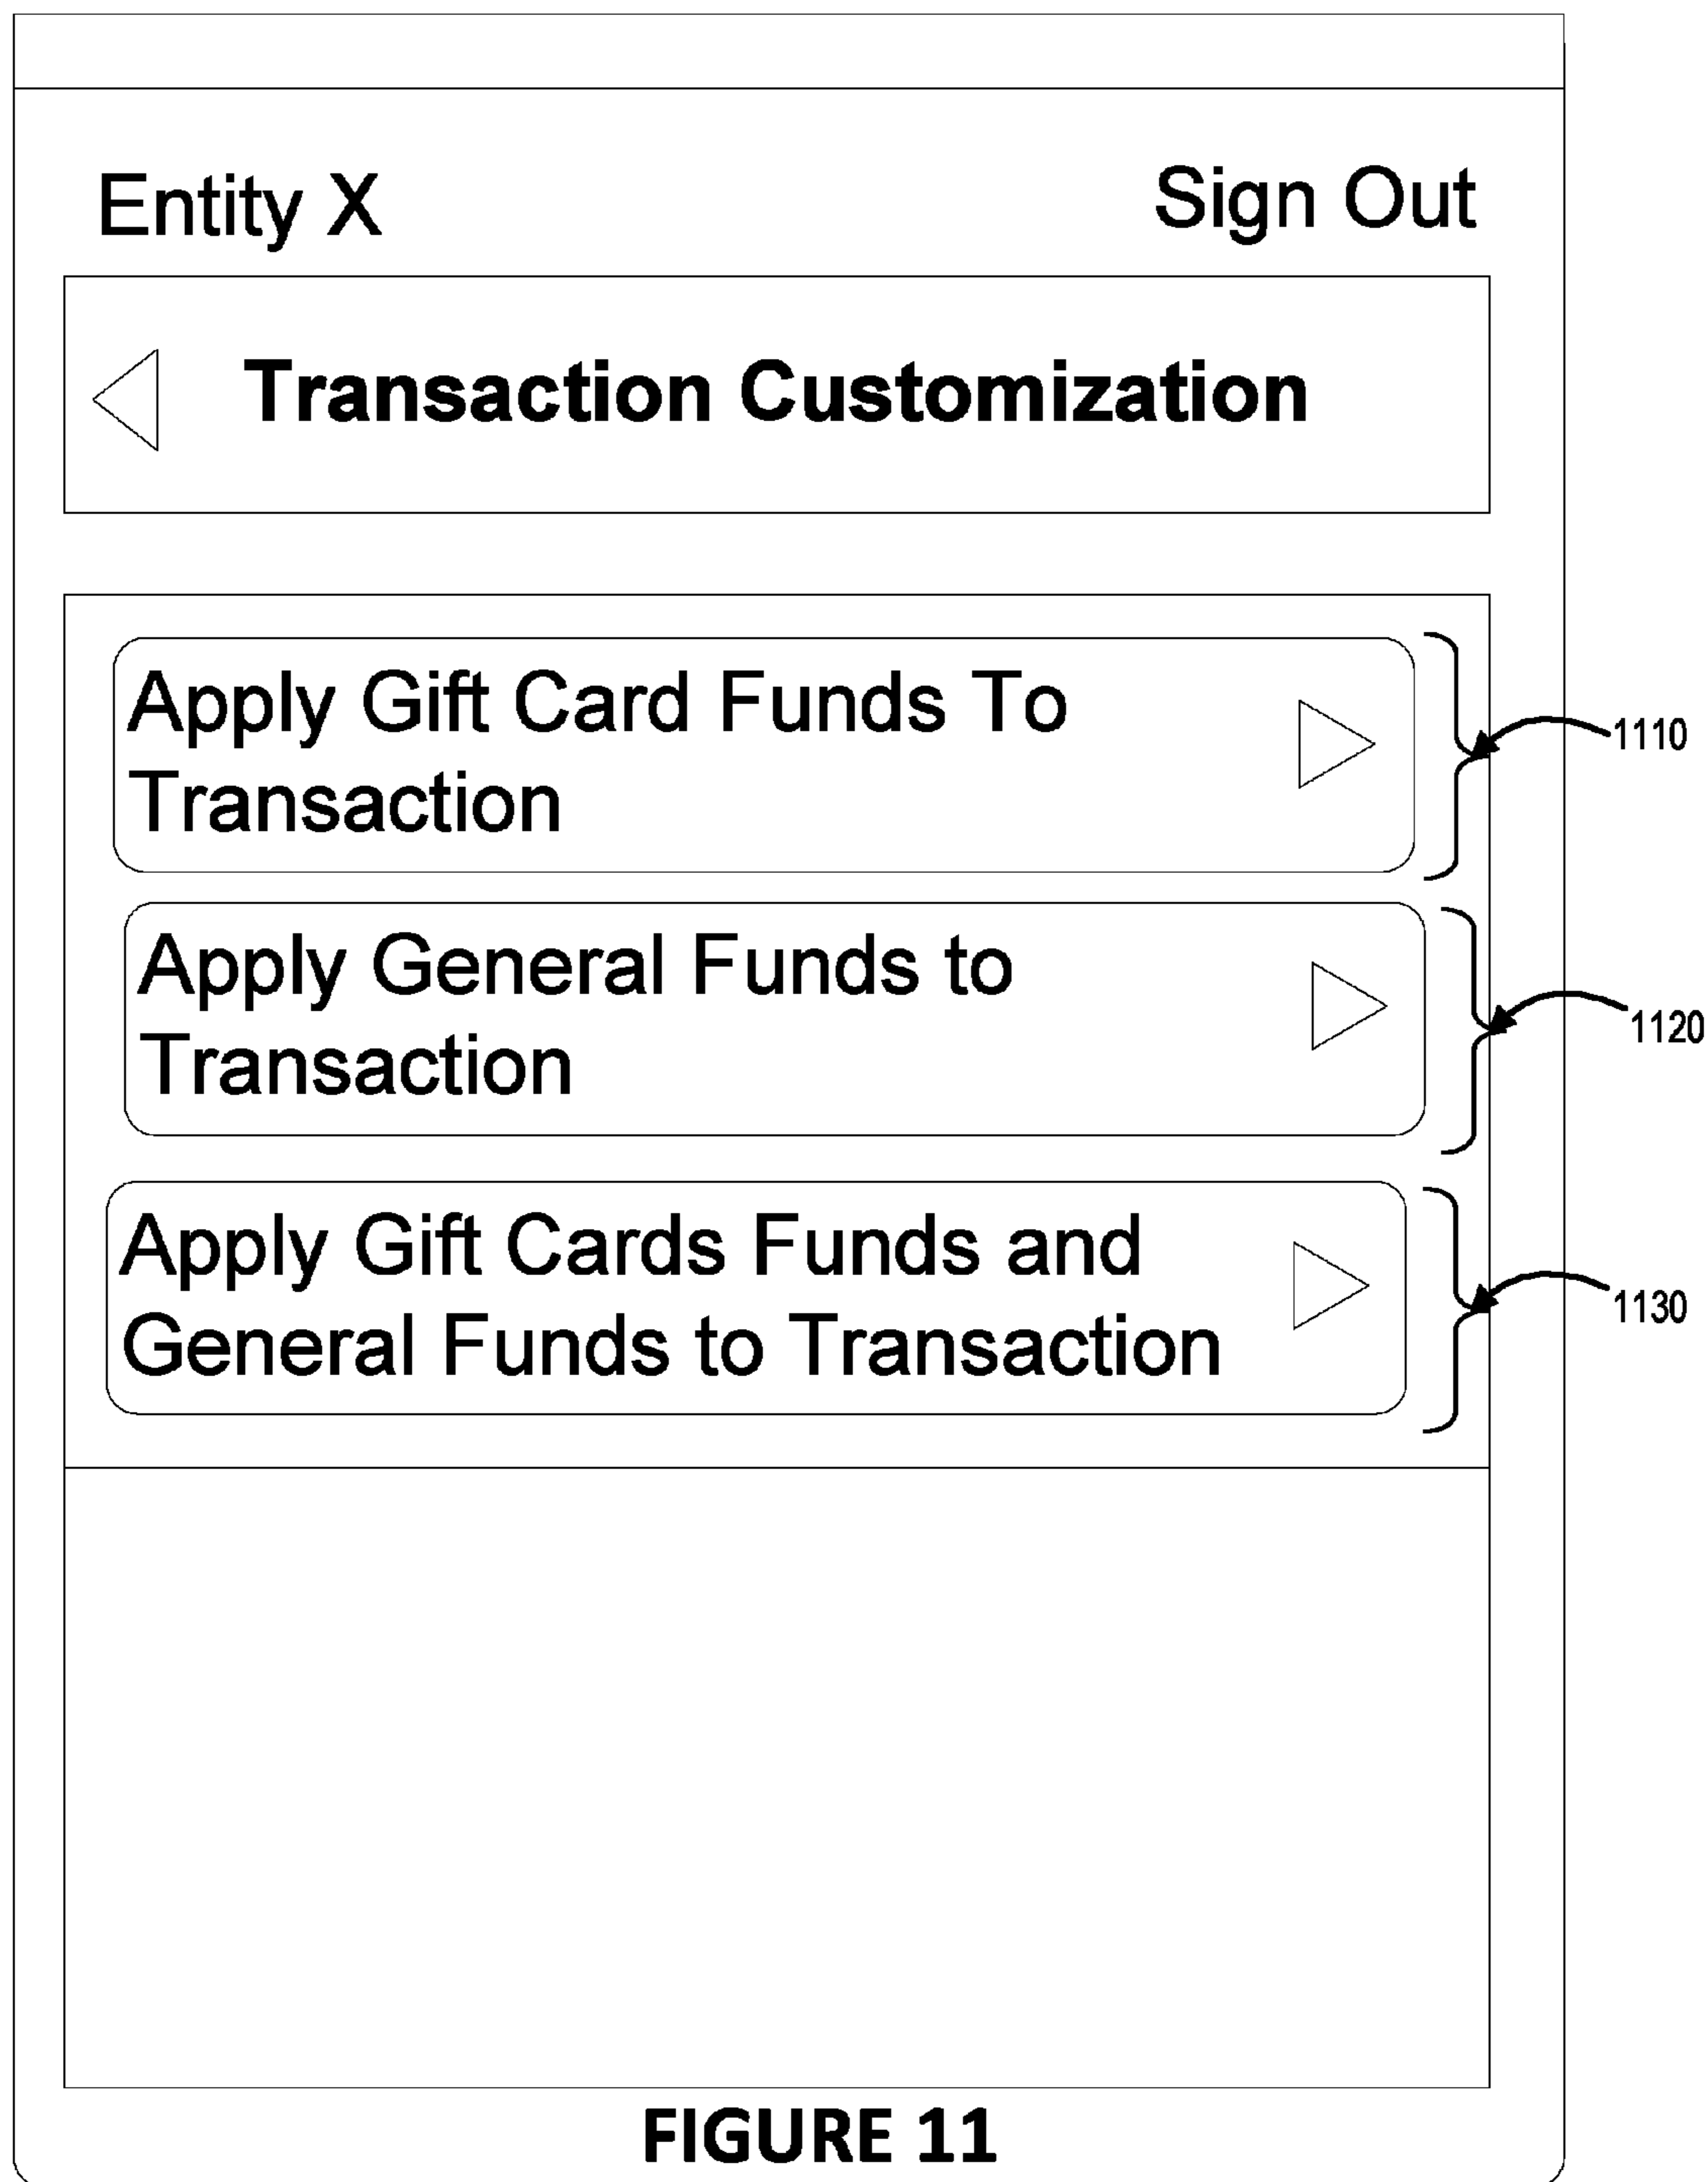 Entity X Sign Out
Transaction Customization
Apply Gift Card Funds To
Transaction
1110
Apply General Funds to
Transaction
1120
Apply Gift Cards Funds and
General Funds to Transaction
1130
FIGURE 11